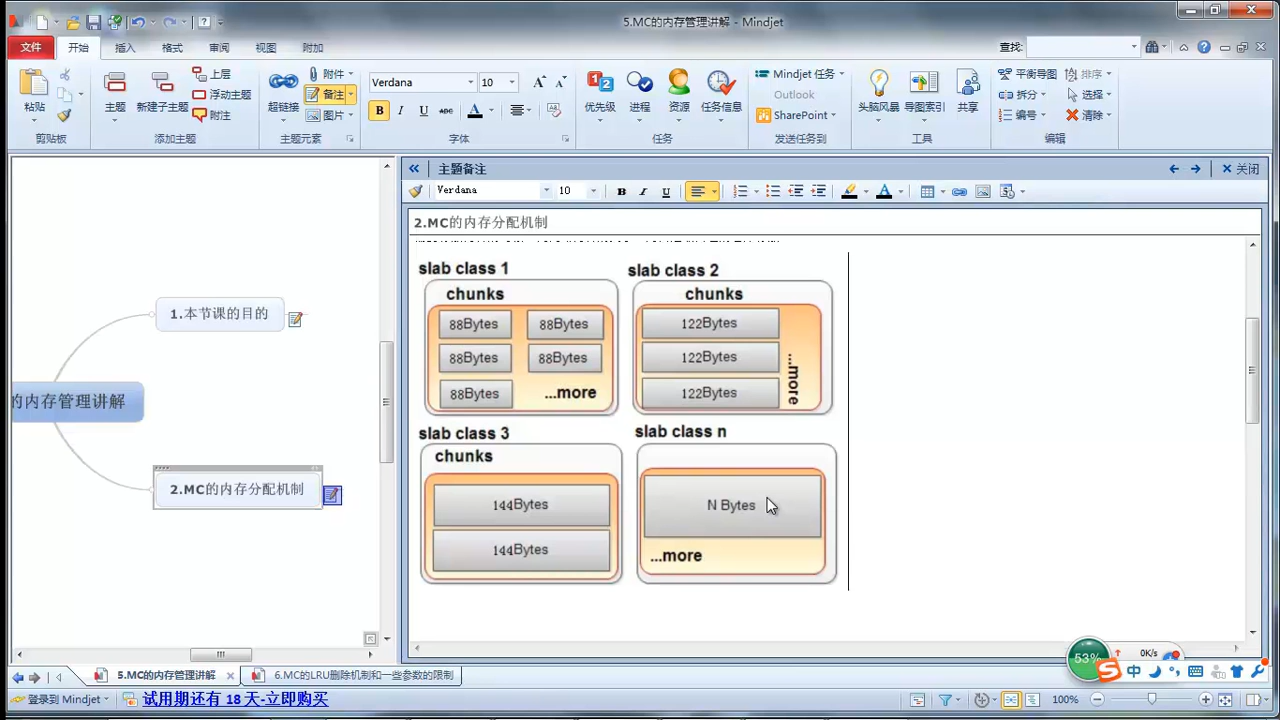 5.MC的内存管理讲解 - Mindjet
文件 开始 插入 格式 审阅 视图 附加 查找:
粘贴 主题 新建子主题 上层 浮动主题 附注 超链接 附件 备注 图片
Verdana 10
优先级 进程 资源 任务信息 Mindjet 任务 Outlook SharePoint 头脑风暴 导图索引 共享 平衡导图 拆分 编号 排序 选择 清除
剪贴板 添加主题 主题元素 字体 任务 发送任务到 工具 编辑
主题备注 关闭
Verdana 10
2.MC的内存分配机制
slab class 1 slab class 2
chunks chunks
88Bytes 88Bytes 122Bytes
88Bytes 88Bytes 122Bytes
88Bytes ...more 122Bytes ...more
slab class 3 slab class n
chunks
144Bytes N Bytes
144Bytes ...more
1.本节课的目的
的内存管理讲解
2.MC的内存分配机制
53% 0K/s
5.MC的内存管理讲解 6.MC的LRU删除机制和一些参数的限制
中
登录到 Mindjet 试用期还有 18 天-立即购买 100%